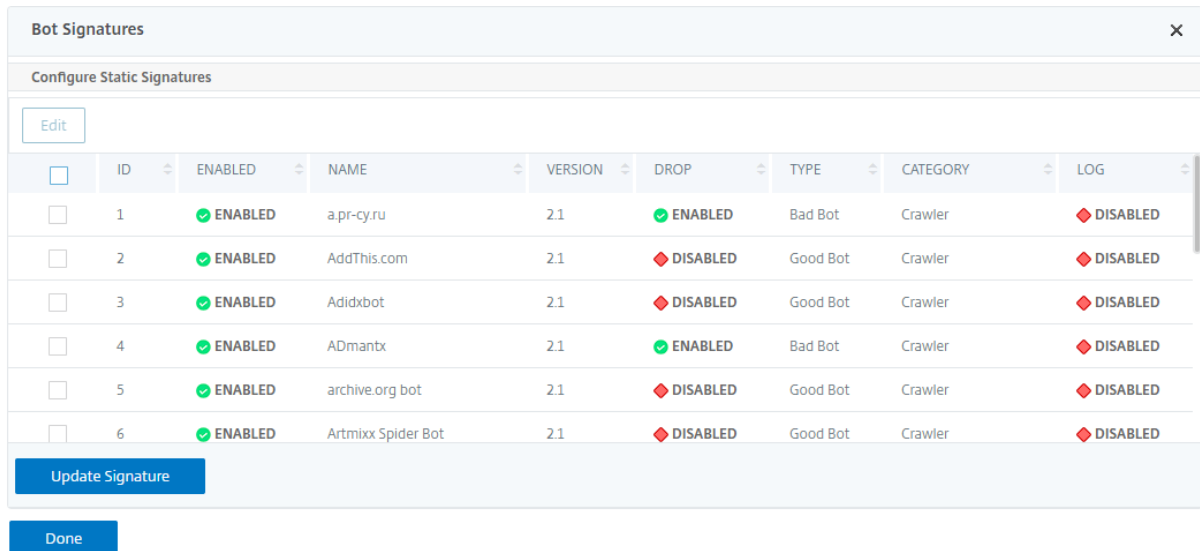 Bot Signatures
Configure Static Signatures
Edit
ID ENABLED NAME VERSION DROP TYPE CATEGORY LOG
1 ENABLED a.pr-cy.ru 2.1 ENABLED Bad Bot Crawler DISABLED
2 ENABLED AddThis.com 2.1 DISABLED Good Bot Crawler DISABLED
3 ENABLED Adidxbot 2.1 DISABLED Good Bot Crawler DISABLED
4 ENABLED ADmantx 2.1 ENABLED Bad Bot Crawler DISABLED
5 ENABLED archive.org bot 2.1 DISABLED Good Bot Crawler DISABLED
6 ENABLED Artmixx Spider Bot 2.1 DISABLED Good Bot Crawler DISABLED
Update Signature
Done